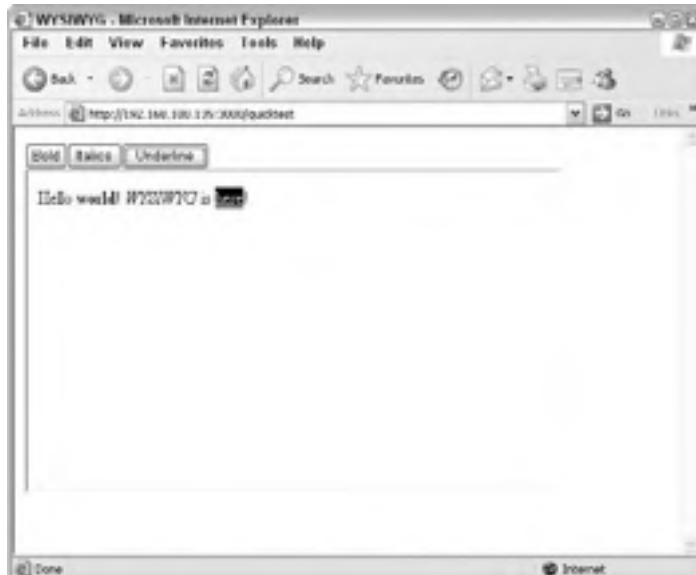 WYSIWYG - Microsoft Internet Explorer
File Edit View Favorites Tools Help
Back Search Favorites
Address http://192.168.100.135:3000/quicktest Go Links
Bold Italics Underline
Hello world! WYSIWYG is here!
Done Internet